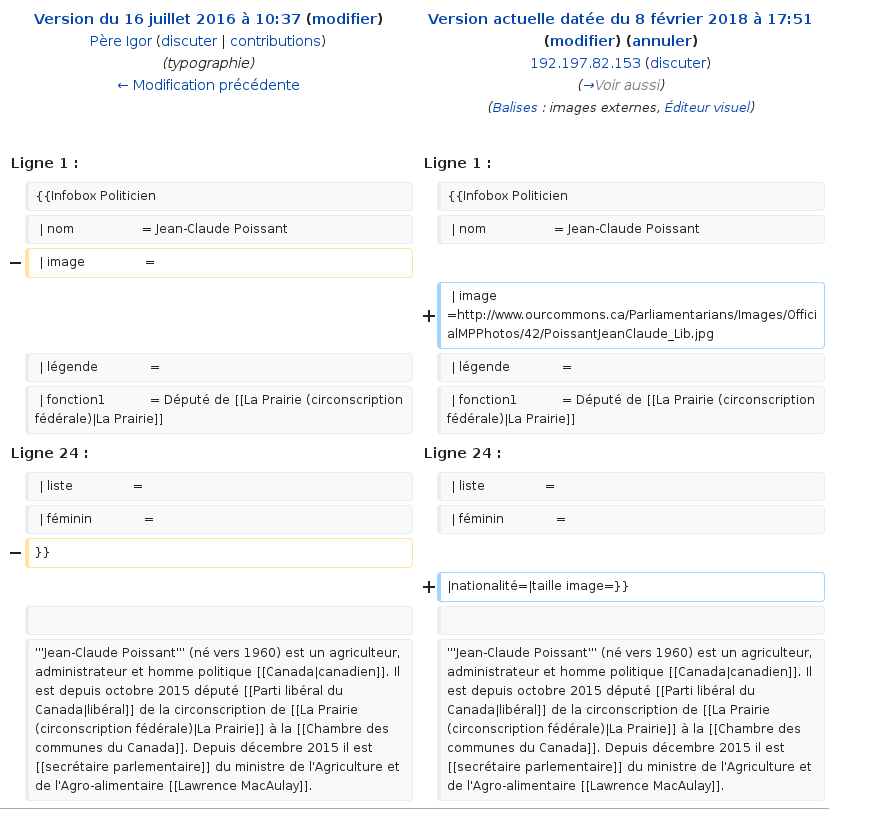 Version du 16 juillet 2016 à 10:37 (modifier)
Père Igor (discuter | contributions)
(typographie)
← Modification précédente
Version actuelle datée du 8 février 2018 à 17:51
(modifier) (annuler)
192.197.82.153 (discuter)
(→Voir aussi)
(Balises : images externes, Éditeur visuel)
Ligne 1 :
Ligne 1 :
{{Infobox Politicien
{{Infobox Politicien
| nom = Jean-Claude Poissant
| nom = Jean-Claude Poissant
− | image =
+ | image
=http://www.ourcommons.ca/Parliamentarians/Images/Offici
alMPPhotos/42/PoissantJeanClaude_Lib.jpg
| légende =
| légende =
| fonction1 = Député de [[La Prairie (circonscription
fédérale)|La Prairie]]
| fonction1 = Député de [[La Prairie (circonscription
fédérale)|La Prairie]]
Ligne 24 :
Ligne 24 :
| liste =
| liste =
| féminin =
| féminin =
− }}
+ |nationalité=|taille image=}}
'''Jean-Claude Poissant''' (né vers 1960) est un agriculteur,
administrateur et homme politique [[Canada|canadien]]. Il
est depuis octobre 2015 député [[Parti libéral du
Canada|libéral]] de la circonscription de [[La Prairie
(circonscription fédérale)|La Prairie]] à la [[Chambre des
communes du Canada]]. Depuis décembre 2015 il est
[[secrétaire parlementaire]] du ministre de l'Agriculture et
de l'Agro-alimentaire [[Lawrence MacAulay]].
'''Jean-Claude Poissant''' (né vers 1960) est un agriculteur,
administrateur et homme politique [[Canada|canadien]]. Il
est depuis octobre 2015 député [[Parti libéral du
Canada|libéral]] de la circonscription de [[La Prairie
(circonscription fédérale)|La Prairie]] à la [[Chambre des
communes du Canada]]. Depuis décembre 2015 il est
[[secrétaire parlementaire]] du ministre de l'Agriculture et
de l'Agro-alimentaire [[Lawrence MacAulay]].